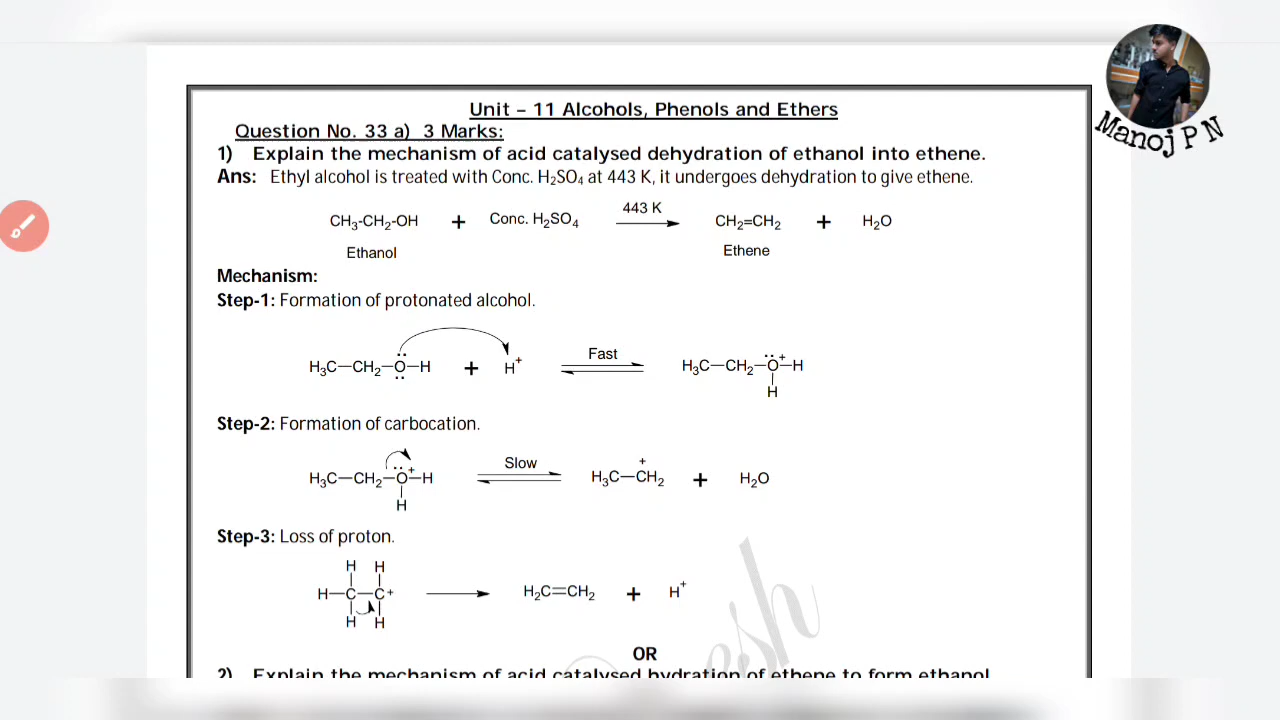 Manoj P N
Unit – 11 Alcohols, Phenols and Ethers
Question No. 33 a) 3 Marks:
1) Explain the mechanism of acid catalysed dehydration of ethanol into ethene.
Ans: Ethyl alcohol is treated with Conc. H₂SO₄ at 443 K, it undergoes dehydration to give ethene.
CH₃-CH₂-OH + Conc. H₂SO₄ 443 K CH₂=CH₂ + H₂O
Ethanol Ethene
Mechanism:
Step-1: Formation of protonated alcohol.
H₃C—CH₂—O—H + H⁺ Fast H₃C—CH₂—O⁺—H
H
Step-2: Formation of carbocation.
H₃C—CH₂—O⁺—H Slow H₃C—C⁺H₂ + H₂O
H
Step-3: Loss of proton.
H H
H—C—C+ → H₂C=CH₂ + H⁺
H H
OR
2) Explain the mechanism of acid catalysed hydration of ethene to form ethanol